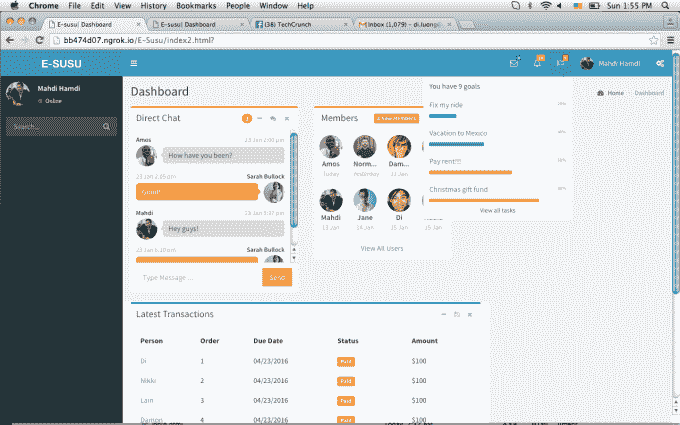 Chrome File Edit View History Bookmarks People Window Help Sun 1:55 PM
E-susu| Dashboard E-susu| Dashboard (38) TechCrunch Inbox (1,079) - di.luong
bb474d07.ngrok.io/E-Susu/index2.html?
E-SUSU Mahdi Hamdi
Mahdi Hamdi
Online
Search...
Dashboard
Home Dashboard
Direct Chat
Amos 23 Jan 2:00 pm
How have you been?
23 Jan 2:05 pm Sarah Bullock
Mahdi 23 Jan 5:37 pm
Hey guys!
23 Jan 6:10 pm Sarah Bullock
Type Message ... Send
Members
Amos Norm... Dam...
Today 11 Jan
Mahdi Jane Di
13 Jan 14 Jan 15 Jan 15 Jan
View All Users
You have 9 goals
Fix my ride
Vacation to Mexico
Pay rent!!!
Christmas gift fund
View all tasks
Latest Transactions
Person Order Due Date Status Amount
Di 1 04/23/2016 Paid $100
Nikki 2 04/23/2016 Paid $100
Lain 3 04/23/2016 Paid $100
Damon 4 04/23/2016 Paid $100